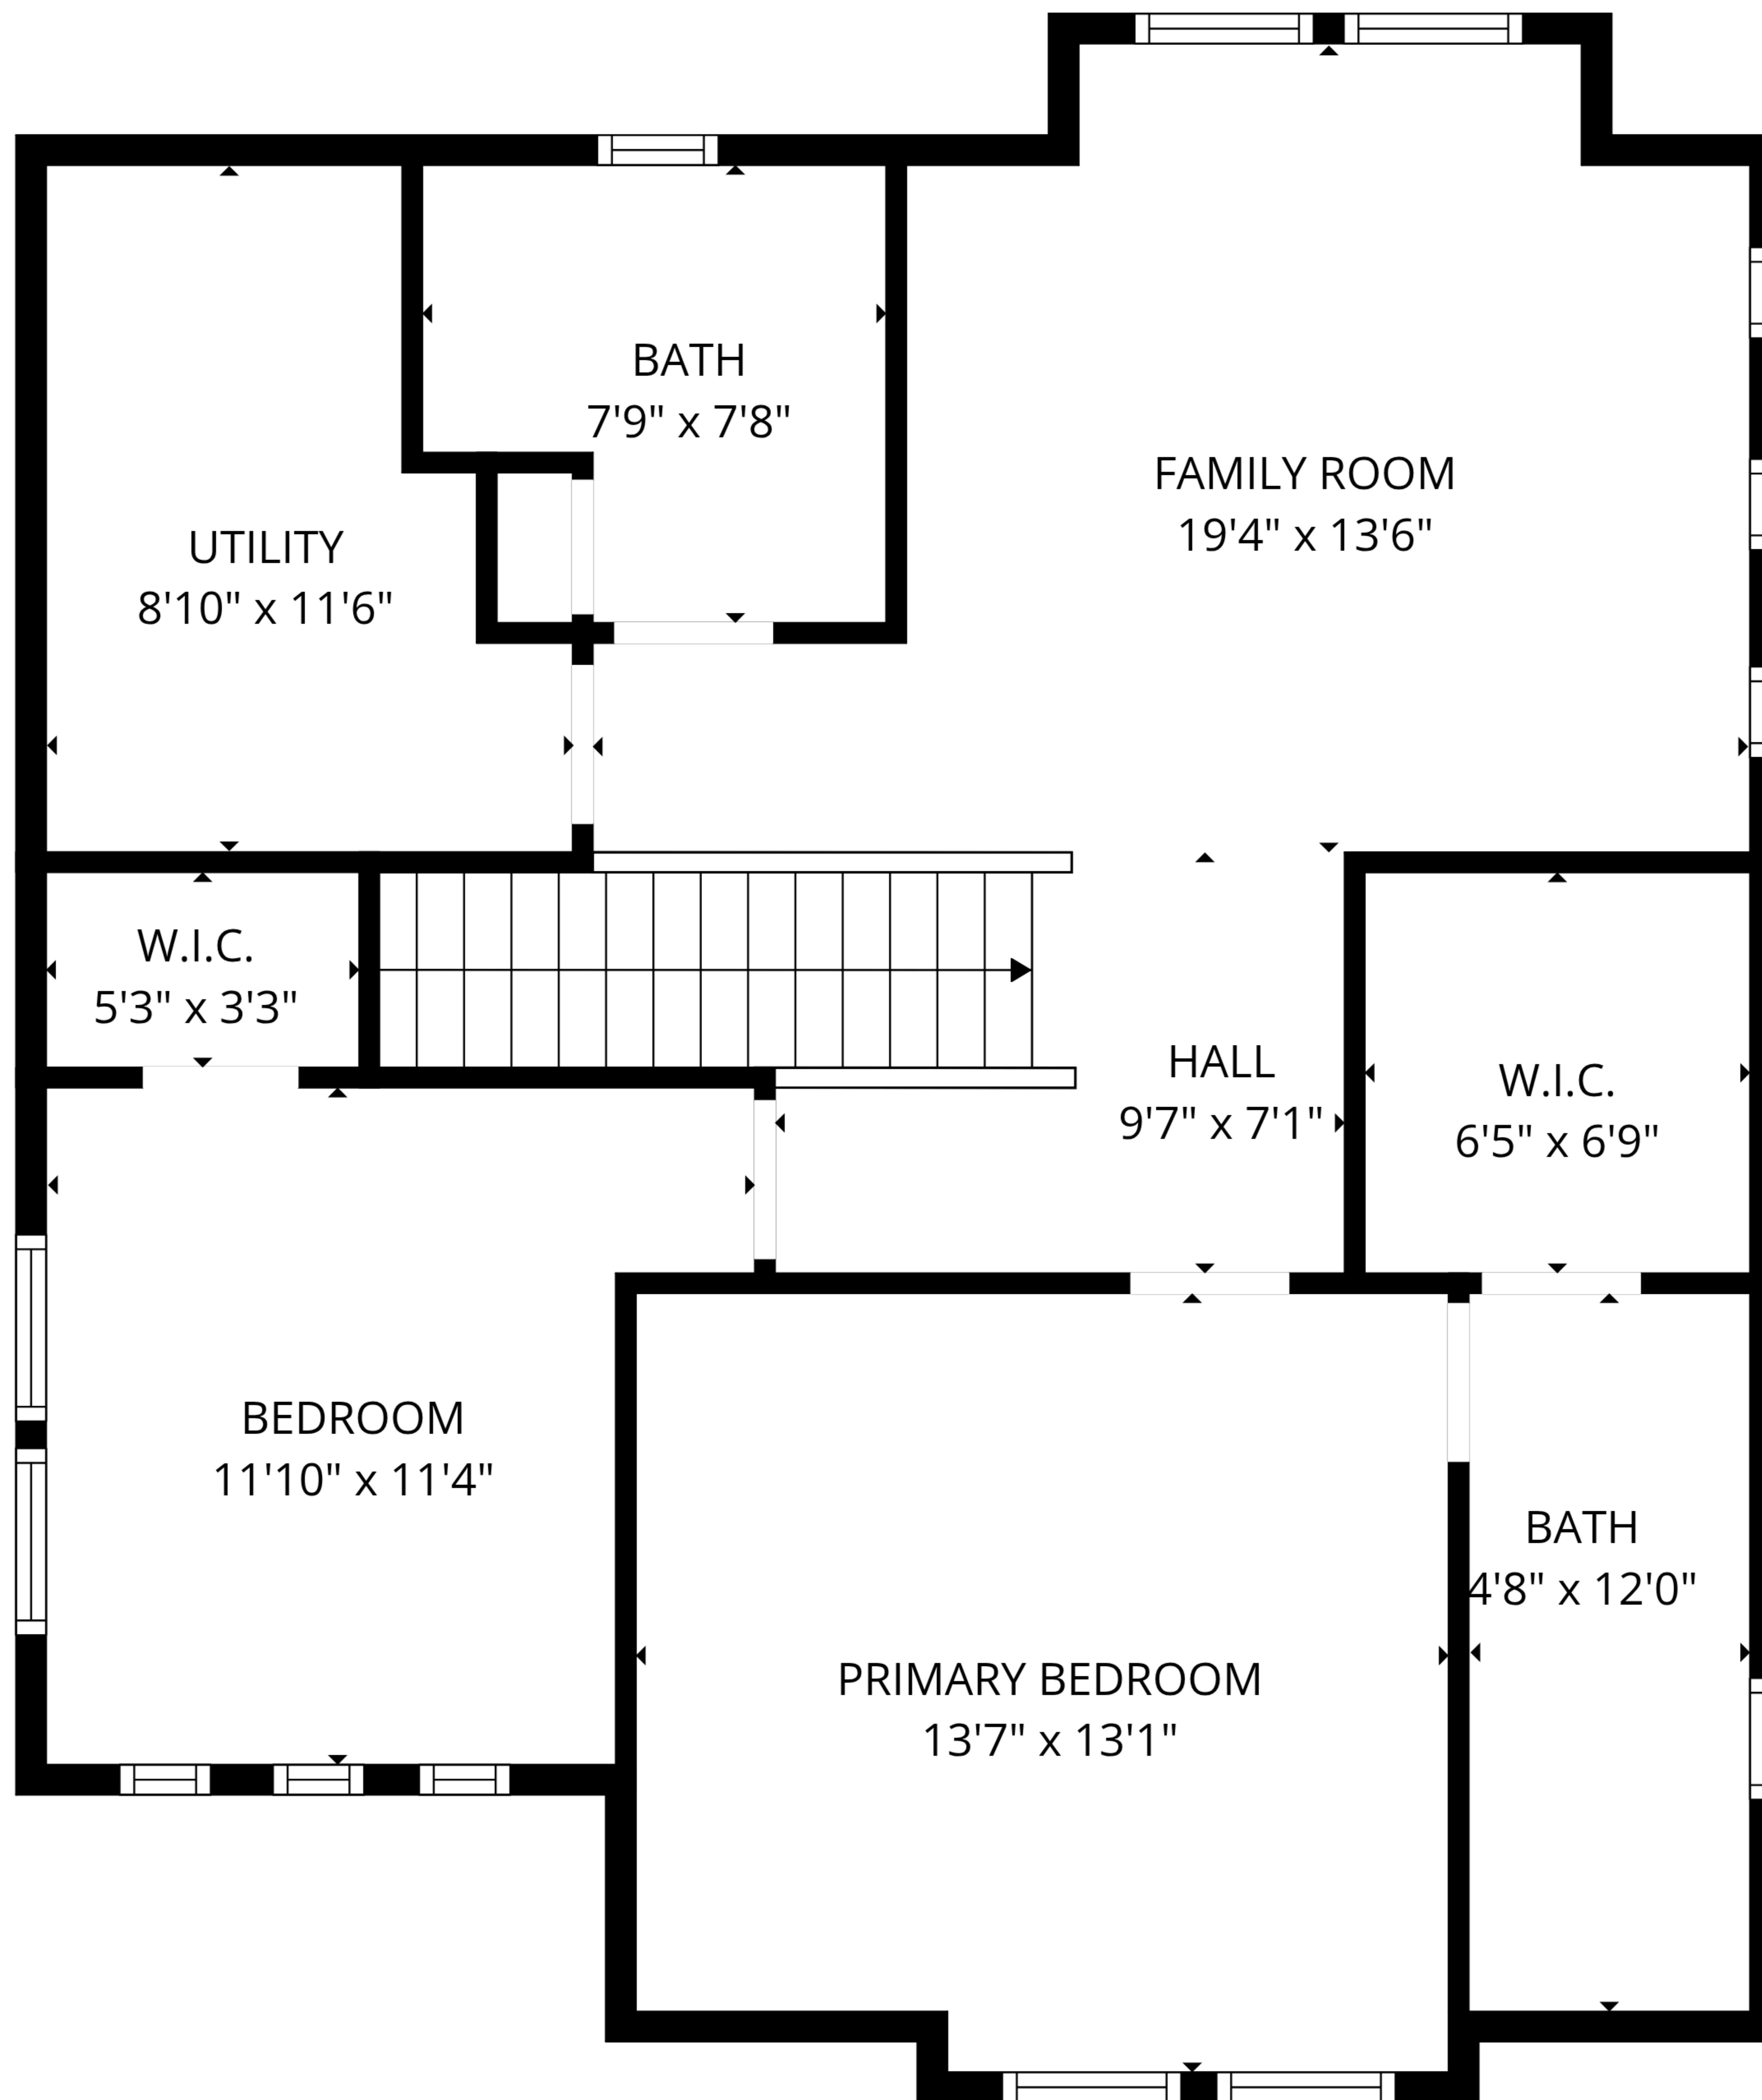 BATH
7'9" x 7'8"
FAMILY ROOM
19'4" x 13'6"
UTILITY
8'10" x 11'6"
W.I.C.
5'3" x 3'3"
HALL
9'7" x 7'1"
W.I.C.
6'5" x 6'9"
BEDROOM
11'10" x 11'4"
BATH
4'8" x 12'0"
PRIMARY BEDROOM
13'7" x 13'1"